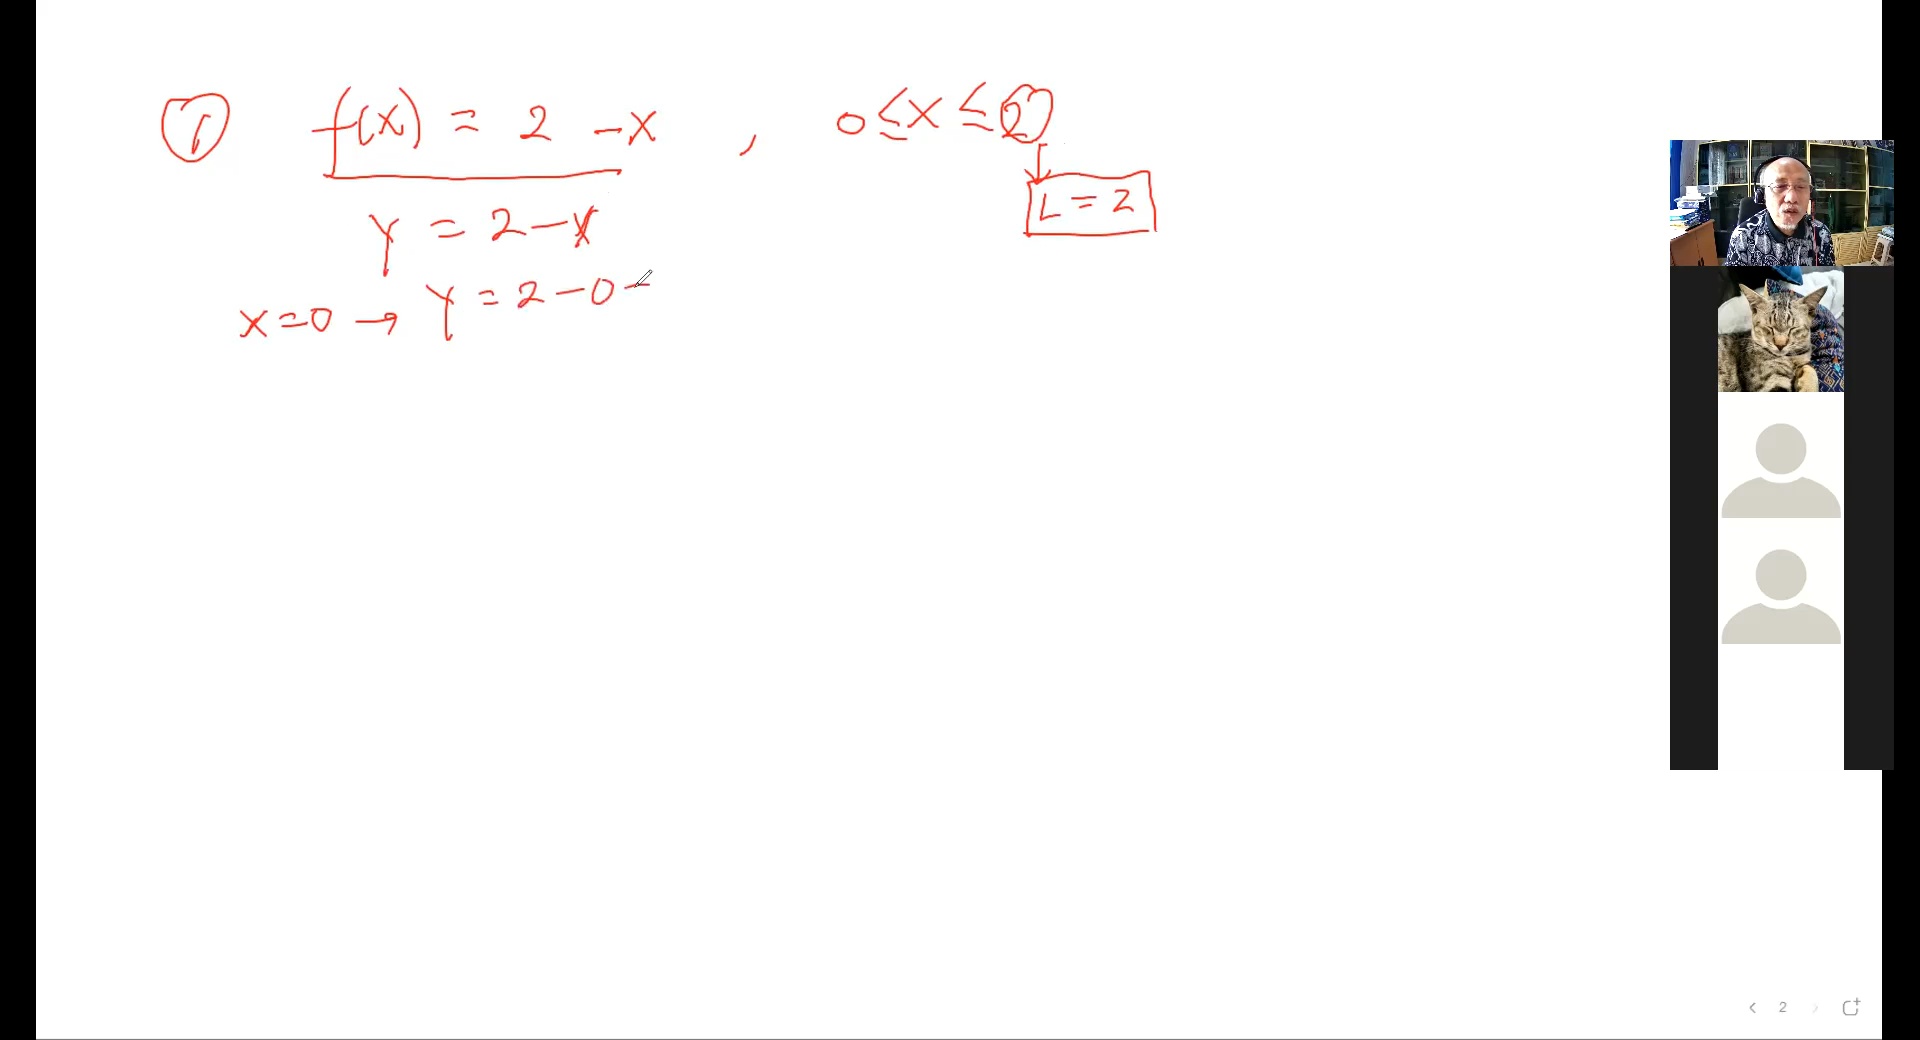 ① f(x) = 2 - x , 0 ≤ x ≤ 2
L = 2
y = 2 - x
x = 0 → y = 2 - 0 -
2